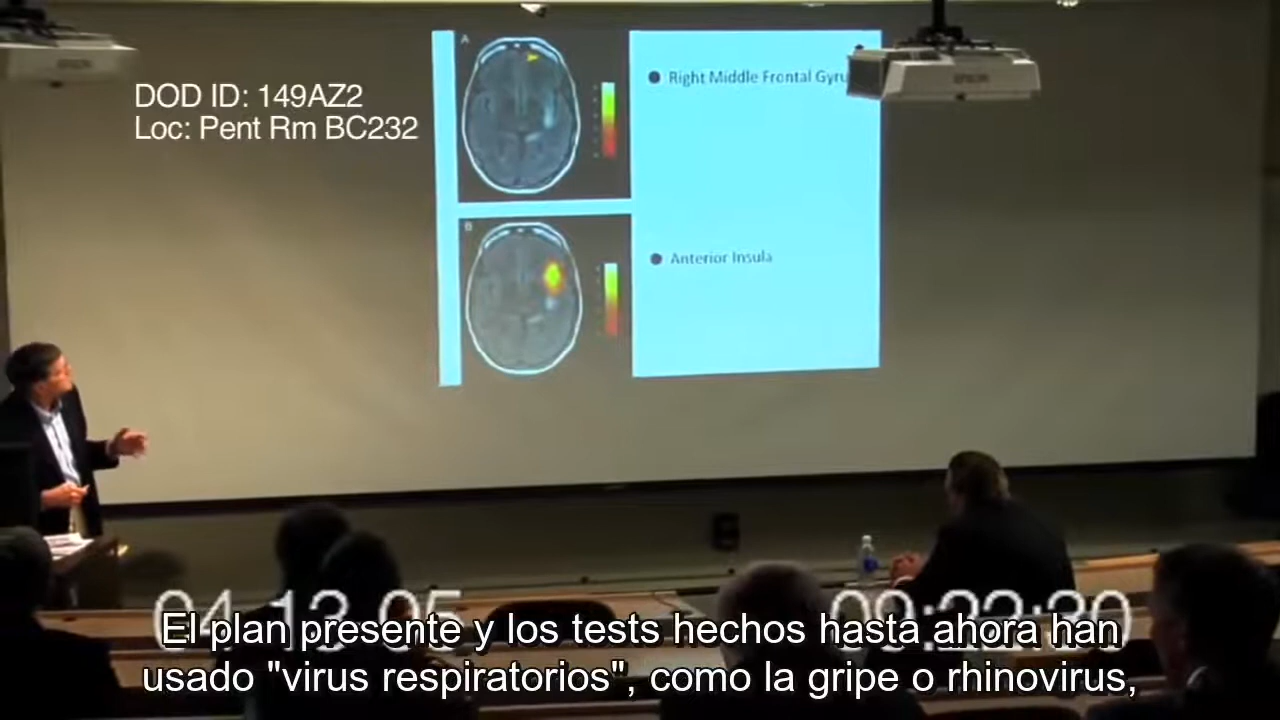 A
Right Middle Frontal Gyru
DOD ID: 149AZ2
Loc: Pent Rm BC232
EPSON
B
Anterior Insula
04-13-05 09:22:30
El plan presente y los tests hechos hasta ahora han
usado "virus respiratorios", como la gripe o rhinovirus,